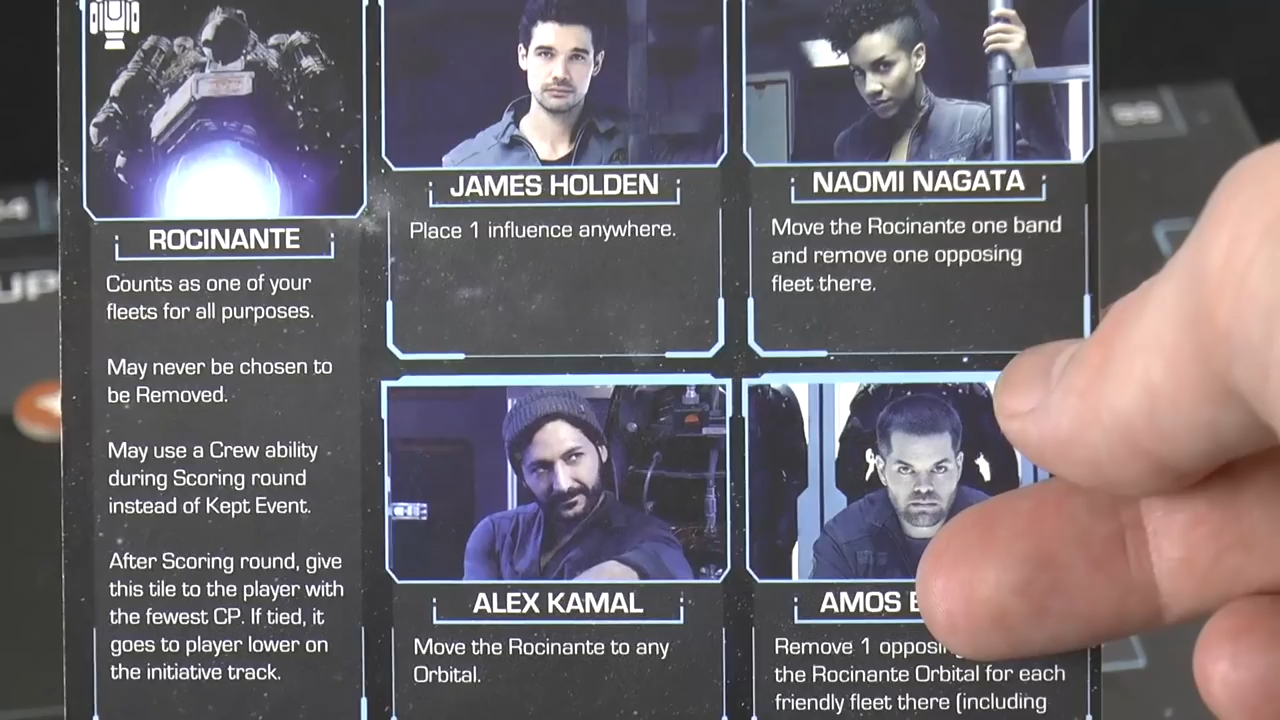 ROCINANTE
Counts as one of your
fleets for all purposes.
May never be chosen to
be Removed.
May use a Crew ability
during Scoring round
instead of Kept Event.
After Scoring round, give
this tile to the player with
the fewest CP. If tied, it
goes to player lower on
the initiative track.
JAMES HOLDEN
Place 1 influence anywhere.
NAOMI NAGATA
Move the Rocinante one band
and remove one opposing
fleet there.
ALEX KAMAL
Move the Rocinante to any
Orbital.
AMOS
Remove 1
the Rocinante Orbital for each
friendly fleet there (including